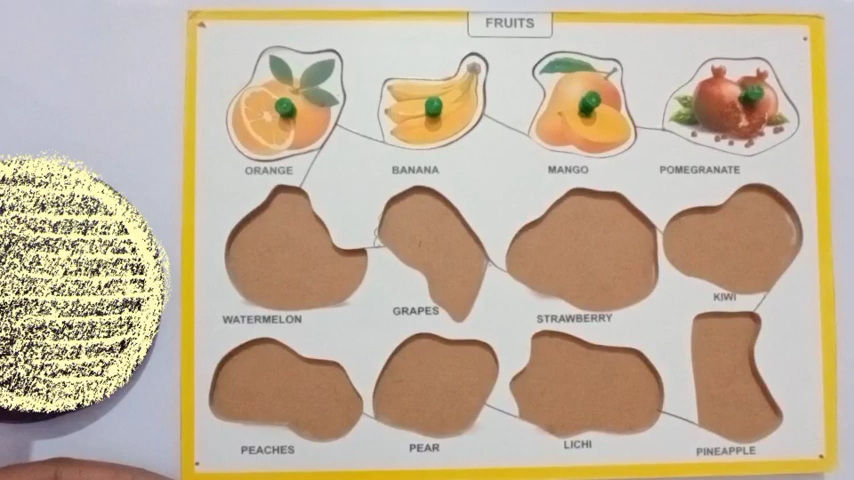 FRUITS
ORANGE BANANA MANGO POMEGRANATE
WATERMELON GRAPES STRAWBERRY KIWI
PEACHES PEAR LICHI PINEAPPLE